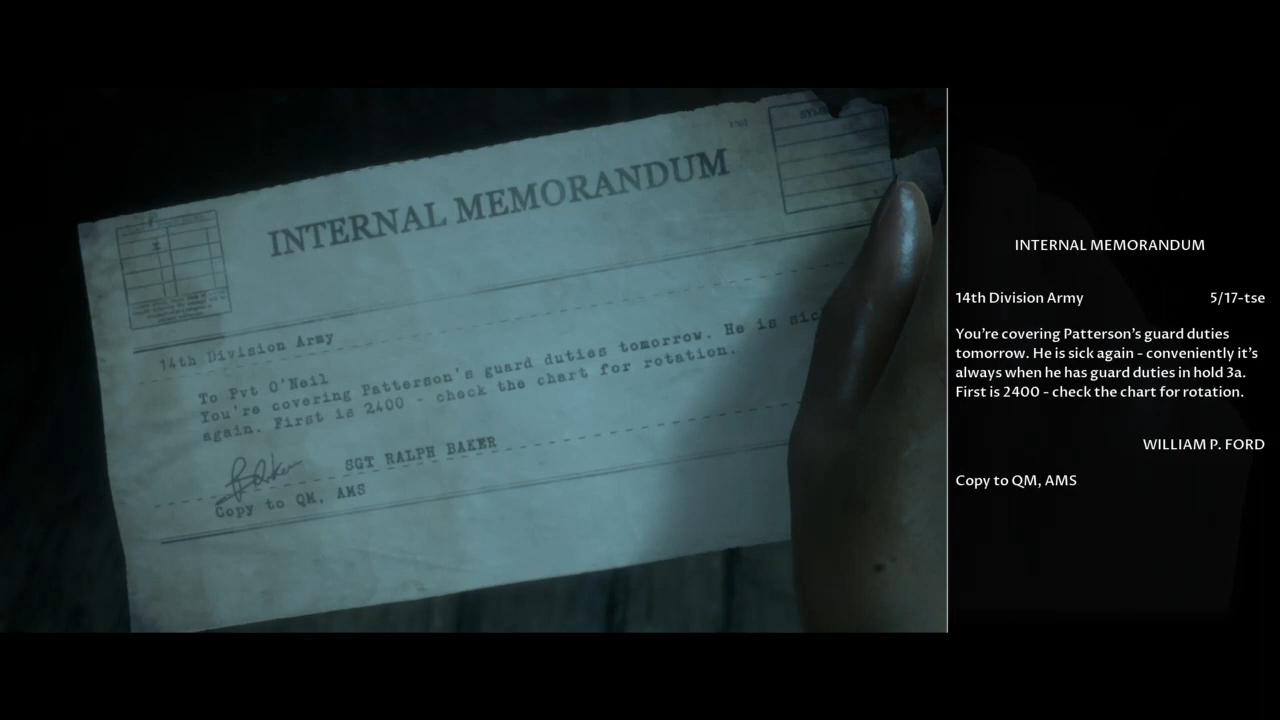 INTERNAL MEMORANDUM
14th Division Army
To Pvt O'Neil
You're covering Patterson's guard duties tomorrow. He is sick
again. First is 2400 - check the chart for rotation.
SGT RALPH BAKER
Copy to QM, AMS
INTERNAL MEMORANDUM
14th Division Army 5/17-tse
You're covering Patterson's guard duties
tomorrow. He is sick again - conveniently it's
always when he has guard duties in hold 3a.
First is 2400 - check the chart for rotation.
WILLIAM P. FORD
Copy to QM, AMS